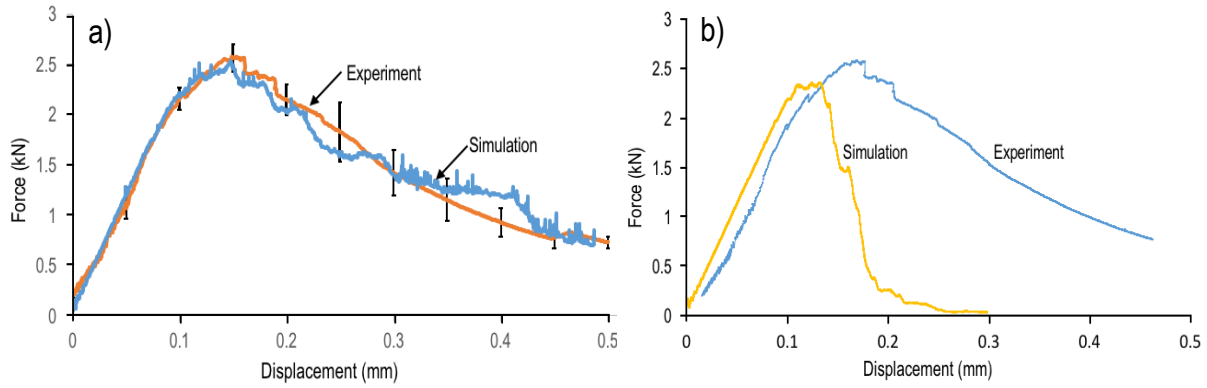 a)
3
2.5
2
1.5
1
0.5
0
Force (kN)
Experiment
Simulation
0 0.1 0.2 0.3 0.4 0.5
Displacement (mm)
b)
3
2.5
2
1.5
1
0.5
0
Force (kN)
Simulation
Experiment
0 0.1 0.2 0.3 0.4 0.5
Displacement (mm)